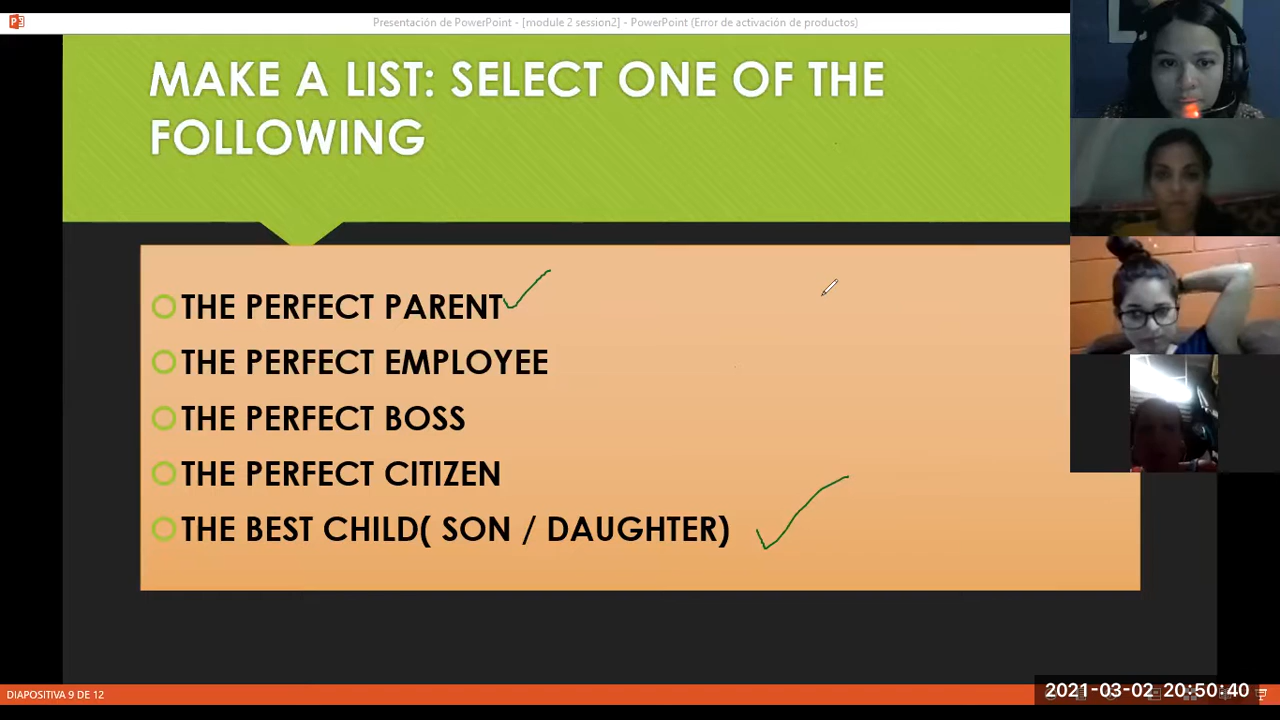 Presentación de PowerPoint - [module 2 session2] - PowerPoint (Error de activación de productos)
MAKE A LIST: SELECT ONE OF THE
FOLLOWING
THE PERFECT PARENT
THE PERFECT EMPLOYEE
THE PERFECT BOSS
THE PERFECT CITIZEN
THE BEST CHILD( SON / DAUGHTER)
DIAPOSITIVA 9 DE 12
2021-03-02 20:50:40